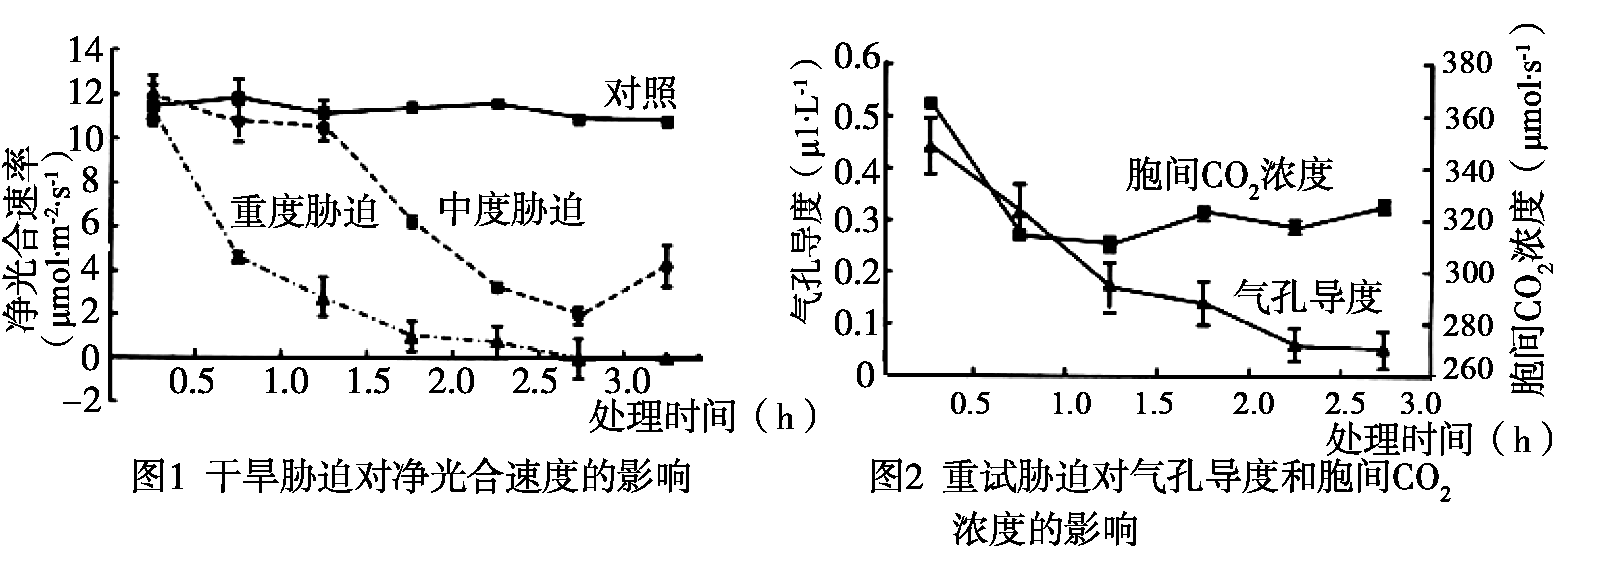 14
12
10
8
6
4
2
0
−2
净光合速率
（μmol·m⁻²·s⁻¹）
对照
重度胁迫
中度胁迫
0.5 1.0 1.5 2.0 2.5 3.0
处理时间（h）
图1 干旱胁迫对净光合速度的影响
0.6
0.5
0.4
0.3
0.2
0.1
0
气孔导度（μl·L⁻¹）
胞间CO₂浓度
气孔导度
380
360
340
320
300
280
260
胞间CO₂浓度（μmol·s⁻¹）
0.5 1.0 1.5 2.0 2.5 3.0
处理时间（h）
图2 重试胁迫对气孔导度和胞间CO₂
浓度的影响